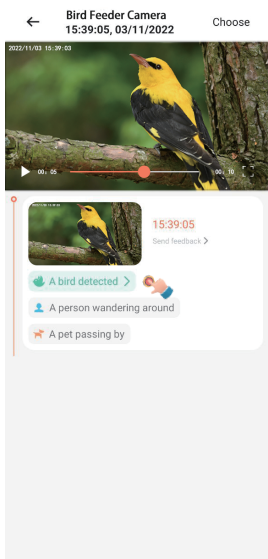 Bird Feeder Camera
Choose
15:39:05, 03/11/2022
2022/11/03 15:39:03
00: 05
00: 10
15:39:05
Send feedback >
A bird detected >
A person wandering around
A pet passing by